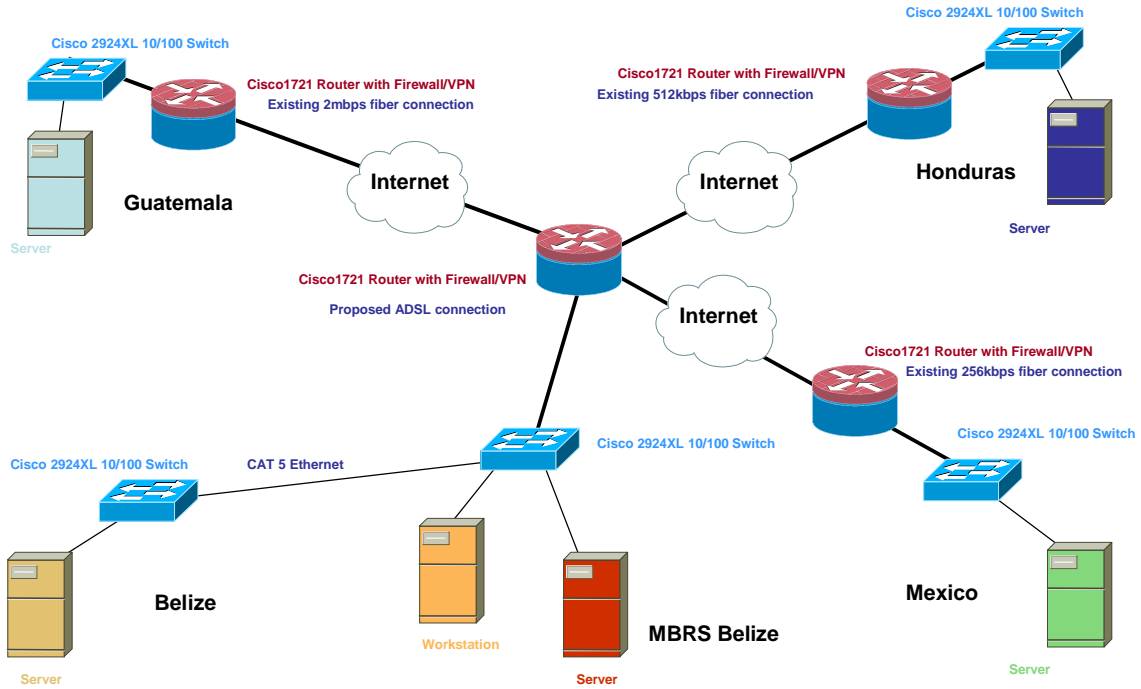 Cisco 2924XL 10/100 Switch
Cisco1721 Router with Firewall/VPN
Existing 2mbps fiber connection
Internet
Guatemala
Server
Cisco 2924XL 10/100 Switch
Cisco1721 Router with Firewall/VPN
Existing 512kbps fiber connection
Internet
Honduras
Server
Cisco1721 Router with Firewall/VPN
Proposed ADSL connection
Internet
Cisco1721 Router with Firewall/VPN
Existing 256kbps fiber connection
Cisco 2924XL 10/100 Switch
CAT 5 Ethernet
Cisco 2924XL 10/100 Switch
Cisco 2924XL 10/100 Switch
Belize
Server
Workstation
MBRS Belize
Server
Mexico
Server